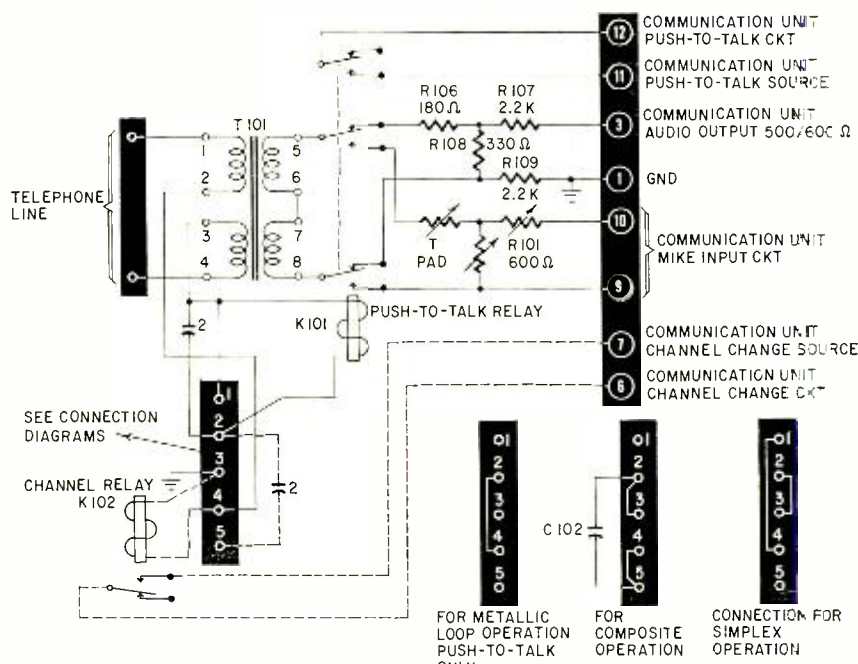 12 COMMUNICATION UNIT
PUSH-TO-TALK CKT
11 COMMUNICATION UNIT
PUSH-TO-TALK SOURCE
R106
180Ω
R107
2.2K
3 COMMUNICATION UNIT
AUDIO OUTPUT 500/600 Ω
T101
R108
330Ω
R109
2.2K
1 GND
1
2
3
4
5
6
7
8
TELEPHONE
LINE
T
PAD
R101
600Ω
10
9
COMMUNICATION UNIT
MIKE INPUT CKT
2
K101
PUSH-TO-TALK RELAY
7 COMMUNICATION UNIT
CHANNEL CHANGE SOURCE
6 COMMUNICATION UNIT
CHANNEL CHANGE CKT
SEE CONNECTION
DIAGRAMS
CHANNEL RELAY
K102
1
2
3
4
5
2
1
2
3
4
5
FOR METALLIC
LOOP OPERATION
PUSH-TO-TALK
C102
1
2
3
4
5
FOR
COMPOSITE
OPERATION
1
2
3
4
5
CONNECTION FOR
SIMPLEX
OPERATION